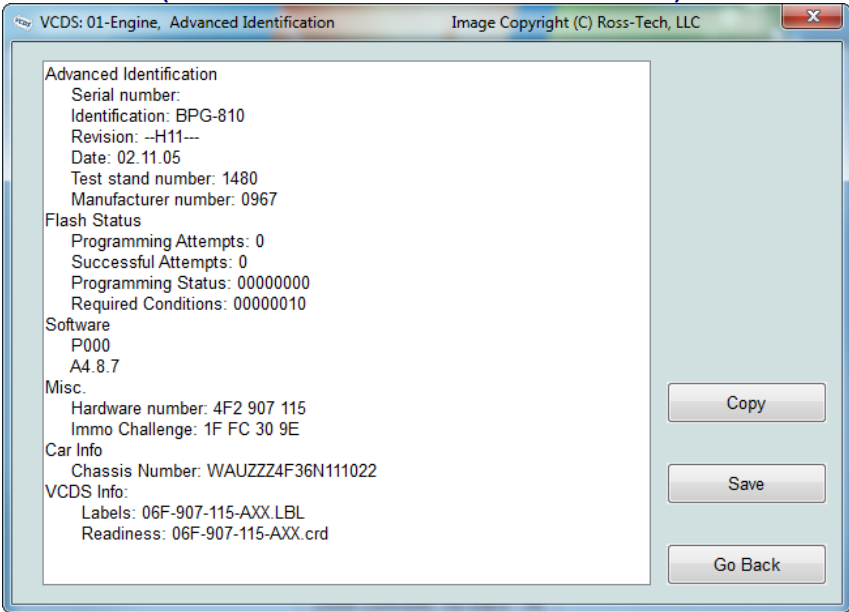 VCDS: 01-Engine, Advanced Identification
Image Copyright (C) Ross-Tech, LLC
Advanced Identification
Serial number:
Identification: BPG-810
Revision: --H11---
Date: 02.11.05
Test stand number: 1480
Manufacturer number: 0967
Flash Status
Programming Attempts: 0
Successful Attempts: 0
Programming Status: 00000000
Required Conditions: 00000010
Software
P000
A4.8.7
Misc.
Hardware number: 4F2 907 115
Immo Challenge: 1F FC 30 9E
Car Info
Chassis Number: WAUZZZ4F36N111022
VCDS Info:
Labels: 06F-907-115-AXX.LBL
Readiness: 06F-907-115-AXX.crd
Copy
Save
Go Back